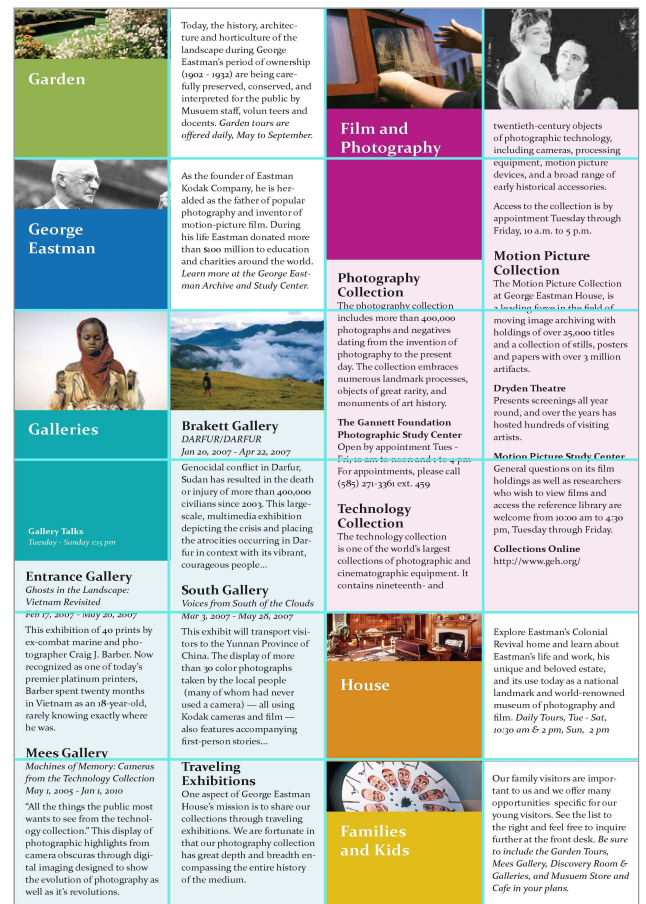 Garden
Today, the history, architec-
ture and horticulture of the
landscape during George
Eastman's period of ownership
(1902 - 1932) are being care-
fully preserved, conserved, and
interpreted for the public by
Musuem staff, volun teers and
docents. Garden tours are
offered daily, May to September.
George
Eastman
As the founder of Eastman
Kodak Company, he is her-
alded as the father of popular
photography and inventor of
motion-picture film. During
his life Eastman donated more
than $100 million to education
and charities around the world.
Learn more at the George East-
man Archive and Study Center.
Galleries
Gallery Talks
Tuesday - Sunday 1:15 pm
Entrance Gallery
Ghosts in the Landscape:
Vietnam Revisited
Feb 17, 2007 - May 20, 2007
This exhibition of 40 prints by
ex-combat marine and pho-
tographer Craig J. Barber. Now
recognized as one of today's
premier platinum printers,
Barber spent twenty months
in Vietnam as an 18-year-old,
rarely knowing exactly where
he was.
Mees Gallery
Machines of Memory: Cameras
from the Technology Collection
May 1, 2005 - Jan 1, 2010
"All the things the public most
wants to see from the technol-
ogy collection." This display of
photographic highlights from
camera obscuras through digi-
tal imaging designed to show
the evolution of photography as
well as it's revolutions.
Brakett Gallery
DARFUR/DARFUR
Jan 20, 2007 - Apr 22, 2007
Genocidal conflict in Darfur,
Sudan has resulted in the death
or injury of more than 400,000
civilians since 2003. This large-
scale, multimedia exhibition
depicting the crisis and placing
the atrocities occurring in Dar-
fur in context with its vibrant,
courageous people...
South Gallery
Voices from South of the Clouds
Mar 3, 2007 - May 28, 2007
This exhibit will transport visi-
tors to the Yunnan Province of
China. The display of more
than 30 color photographs
taken by the local people
(many of whom had never
used a camera) — all using
Kodak cameras and film —
also features accompanying
first-person stories...
Traveling
Exhibitions
One aspect of George Eastman
House's mission is to share our
collections through traveling
exhibitions. We are fortunate in
that our photography collection
has great depth and breadth en-
compassing the entire history
of the medium.
Film and
Photography
Photography
Collection
The photography collection
includes more than 400,000
photographs and negatives
dating from the invention of
photography to the present
day. The collection embraces
numerous landmark processes,
objects of great rarity, and
monuments of art history.
The Gannett Foundation
Photographic Study Center
Open by appointment Tues -
Fri, 10 am to noon and 1 to 4 pm
For appointments, please call
(585) 271-3361 ext. 459
Technology
Collection
The technology collection
is one of the world's largest
collections of photographic and
cinematographic equipment. It
contains nineteenth- and
twentieth-century objects
of photographic technology,
including cameras, processing
equipment, motion picture
devices, and a broad range of
early historical accessories.
Access to the collection is by
appointment Tuesday through
Friday, 10 a.m. to 5 p.m.
Motion Picture
Collection
The Motion Picture Collection
at George Eastman House, is
a leading force in the field of
moving image archiving with
holdings of over 25,000 titles
and a collection of stills, posters
and papers with over 3 million
artifacts.
Dryden Theatre
Presents screenings all year
round, and over the years has
hosted hundreds of visiting
artists.
Motion Picture Study Center
General questions on its film
holdings as well as researchers
who wish to view films and
access the reference library are
welcome from 10:00 am to 4:30
pm, Tuesday through Friday.
Collections Online
http://www.geh.org/
House
Explore Eastman's Colonial
Revival home and learn about
Eastman's life and work, his
unique and beloved estate,
and its use today as a national
landmark and world-renowned
museum of photography and
film. Daily Tours, Tue - Sat,
10:30 am & 2 pm, Sun, 2 pm
Families
and Kids
Our family visitors are impor-
tant to us and we offer many
opportunities specific for our
young visitors. See the list to
the right and feel free to inquire
further at the front desk. Be sure
to include the Garden Tours,
Mees Gallery, Discovery Room &
Galleries, and Musuem Store and
Cafe in your plans.